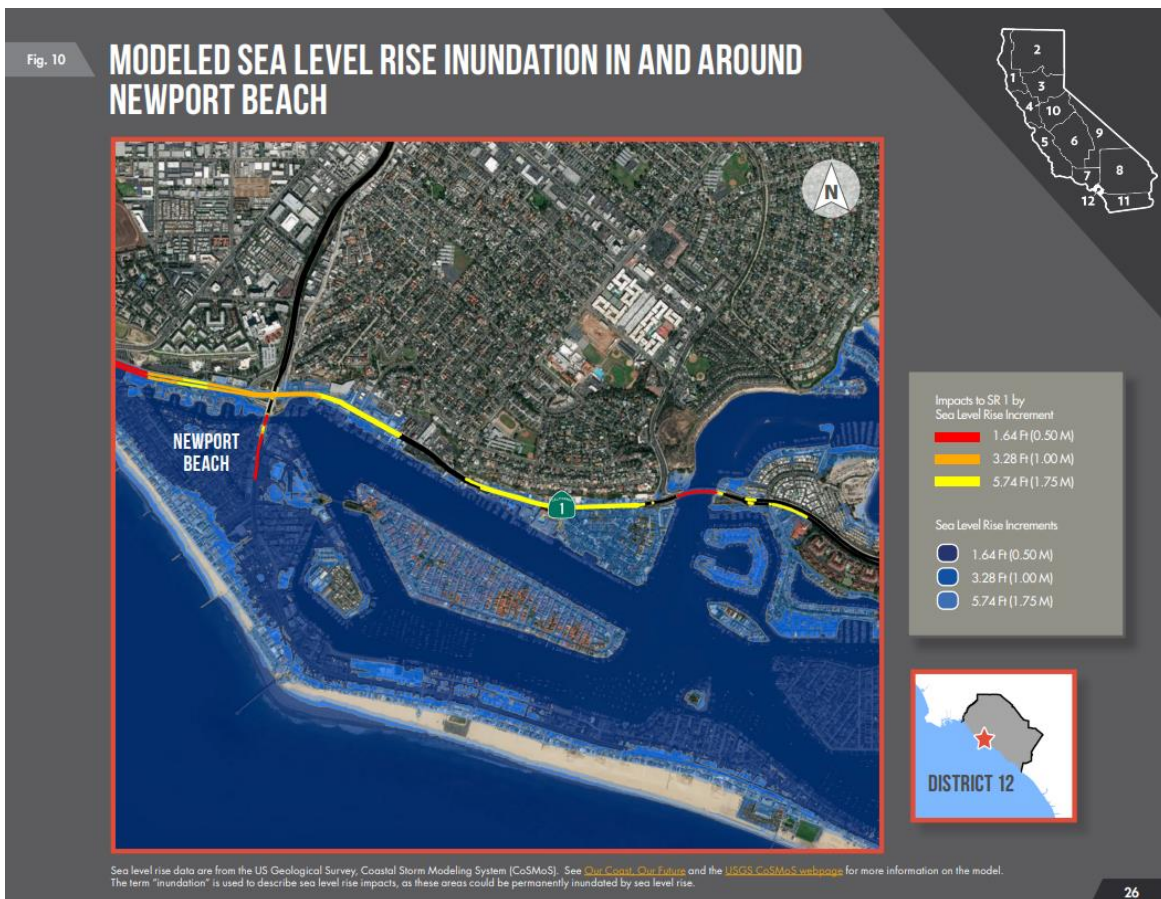 Fig. 10
MODELED SEA LEVEL RISE INUNDATION IN AND AROUND
NEWPORT BEACH
2
1
3
4
10
5
6
9
7
8
12
11
N
NEWPORT
BEACH
1
Impacts to SR 1 by
Sea Level Rise Increment
1.64 Ft (0.50 M)
3.28 Ft (1.00 M)
5.74 Ft (1.75 M)
Sea Level Rise Increments
1.64 Ft (0.50 M)
3.28 Ft (1.00 M)
5.74 Ft (1.75 M)
DISTRICT 12
Sea level rise data are from the US Geological Survey, Coastal Storm Modeling System (CoSMoS). See Our Coast, Our Future and the USGS CoSMoS webpage for more information on the model.
The term "inundation" is used to describe sea level rise impacts, as these areas could be permanently inundated by sea level rise.
26